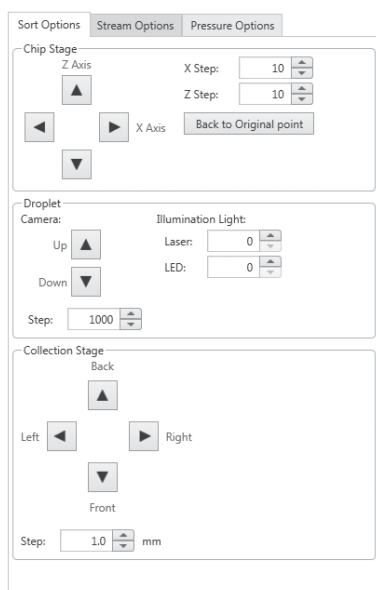 Sort Options Stream Options Pressure Options
Chip Stage
Z Axis
X Step: 10
Z Step: 10
X Axis
Back to Original point
Droplet
Camera: Illumination Light:
Up Laser: 0
Down LED: 0
Step: 1000
Collection Stage
Back
Left Right
Front
Step: 1.0 mm